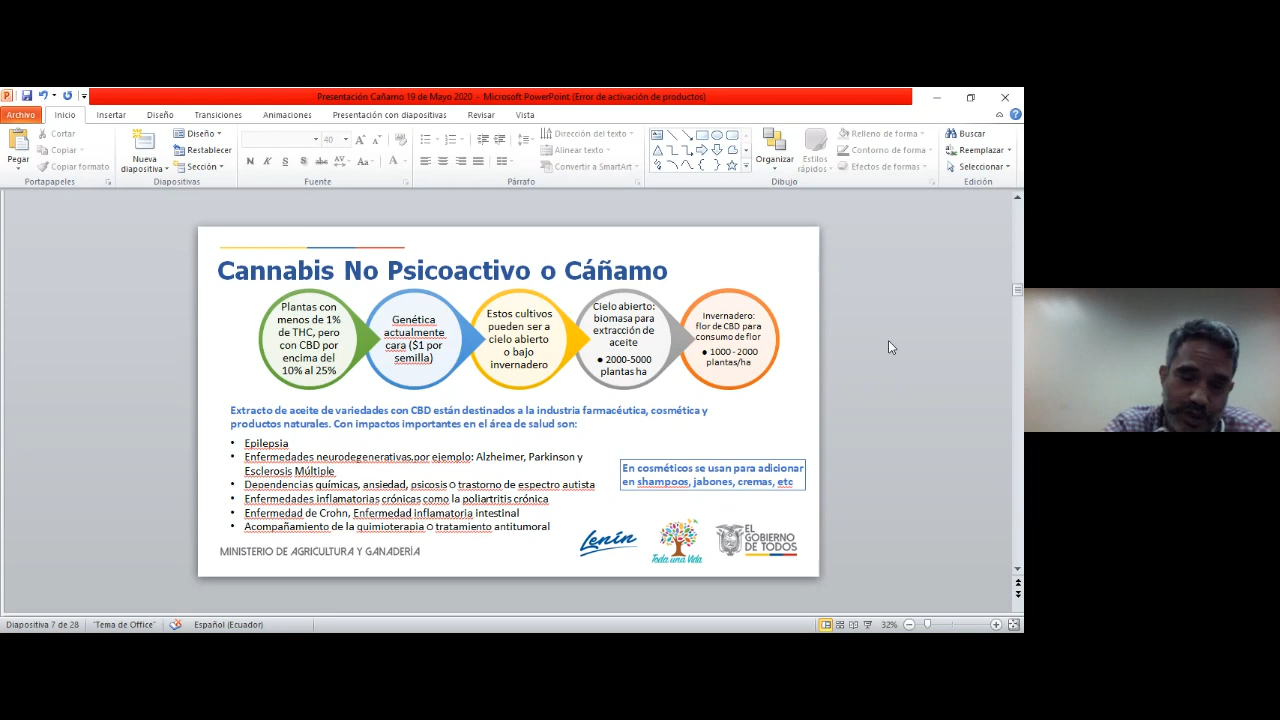 Presentación Cañamo 19 de Mayo 2020 - Microsoft PowerPoint (Error de activación de productos)
Archivo Inicio Insertar Diseño Transiciones Animaciones Presentación con diapositivas Revisar Vista
Pegar
Cortar
Copiar
Copiar formato
Portapapeles
Nueva
diapositiva
Diseño
Restablecer
Sección
Diapositivas
40
Fuente
Dirección del texto
Alinear texto
Convertir a SmartArt
Párrafo
Organizar
Estilos
rápidos
Relleno de forma
Contorno de forma
Efectos de formas
Dibujo
Buscar
Reemplazar
Seleccionar
Edición
Cannabis No Psicoactivo o Cáñamo
Plantas con
menos de 1%
de THC, pero
con CBD por
encima del
10% al 25%
Genética
actualmente
cara ($1 por
semilla)
Estos cultivos
pueden ser a
cielo abierto
o bajo
invernadero
Cielo abierto:
biomasa para
extracción de
aceite
• 2000-5000
plantas ha
Invernadero:
flor de CBD para
consumo de flor
• 1000 - 2000
plantas/ha
Extracto de aceite de variedades con CBD están destinados a la industria farmacéutica, cosmética y
productos naturales. Con impactos importantes en el área de salud son:
• Epilepsia
• Enfermedades neurodegenerativas,por ejemplo: Alzheimer, Parkinson y
Esclerosis Múltiple
• Dependencias químicas, ansiedad, psicosis O trastorno de espectro autista
• Enfermedades inflamatorias crónicas como la poliartritis crónica
• Enfermedad de Crohn, Enfermedad inflamatoria intestinal
• Acompañamiento de la quimioterapia O tratamiento antitumoral
En cosméticos se usan para adicionar
en shampoos, jabones, cremas, etc
MINISTERIO DE AGRICULTURA Y GANADERÍA
Lenín
Toda una Vida
EL
GOBIERNO
DE TODOS
Diapositiva 7 de 28 "Tema de Office" Español (Ecuador) 32%